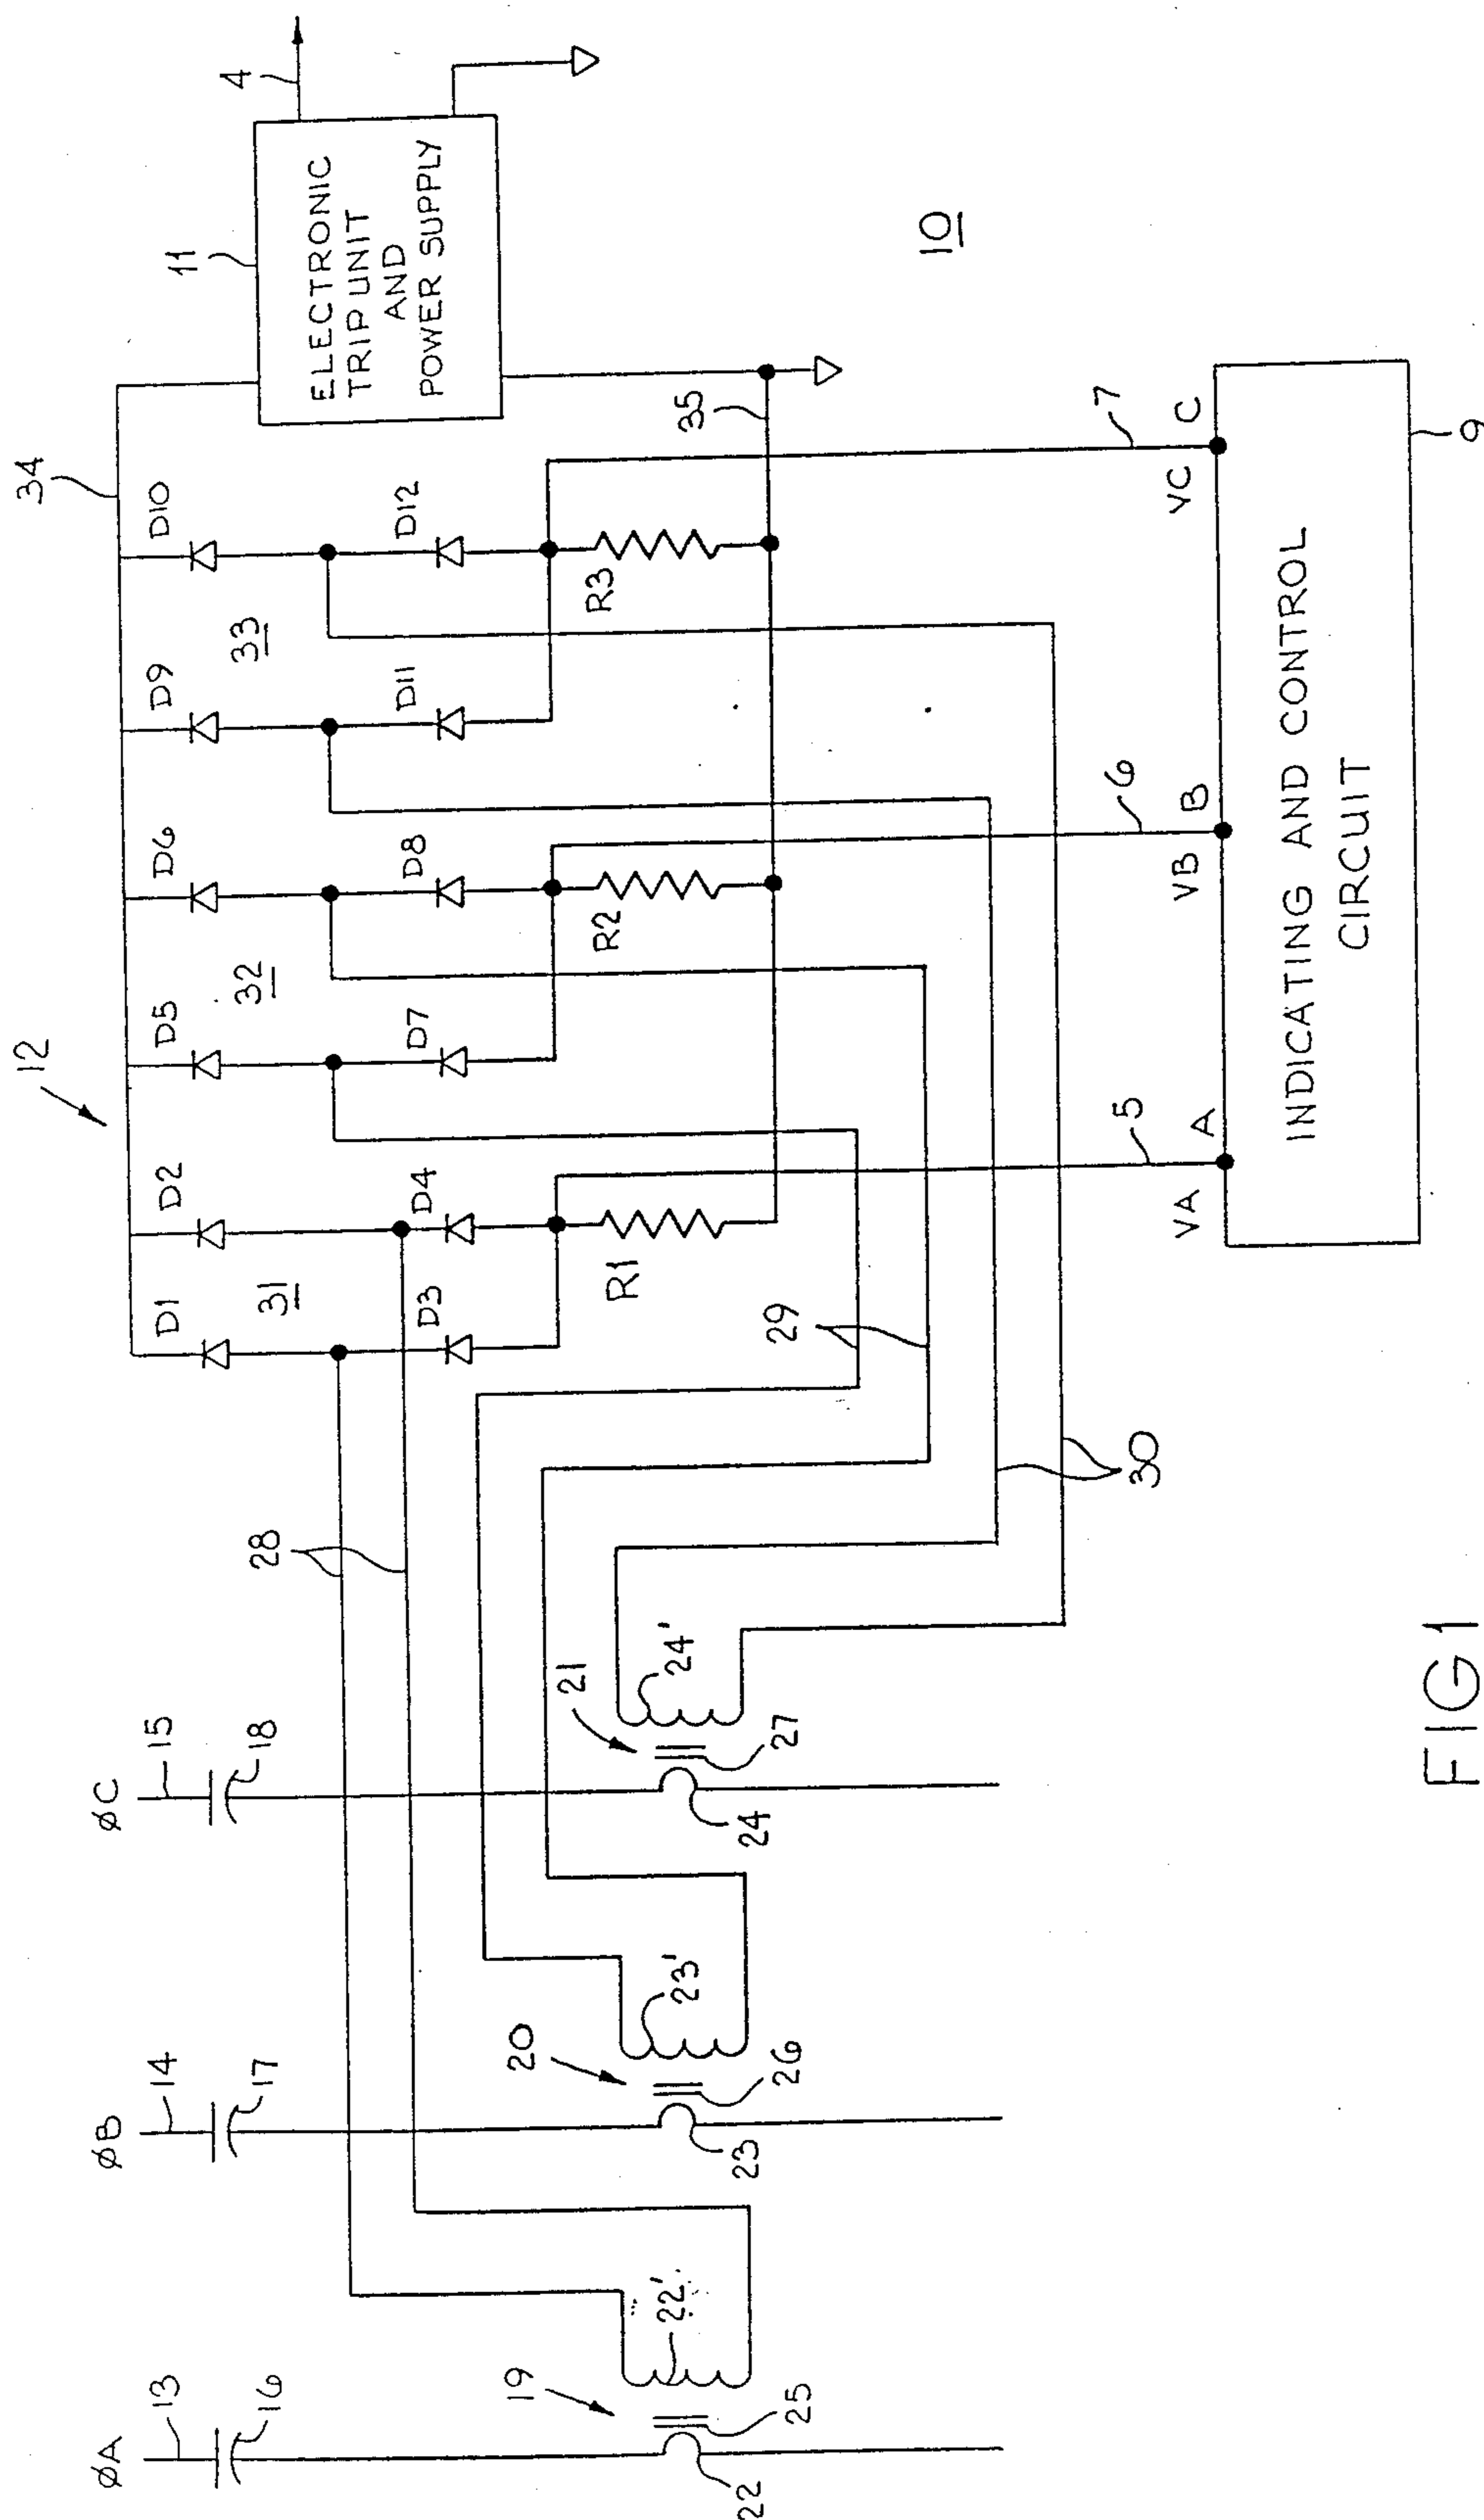 12
34
D1
D2
D5
D6
D9
D10
11
4
ELECTRONIC
TRIP UNIT
AND
POWER SUPPLY
31
32
33
D3
D4
D7
D8
D11
D12
R1
R2
R3
35
10
ØA
ØB
ØC
13
14
15
16
17
18
28
19
20
21
22
22'
23
23'
24
24'
25
26
27
29
30
5
6
7
VA
A
VB
B
VC
C
INDICATING AND CONTROL
CIRCUIT
9
FIG 1